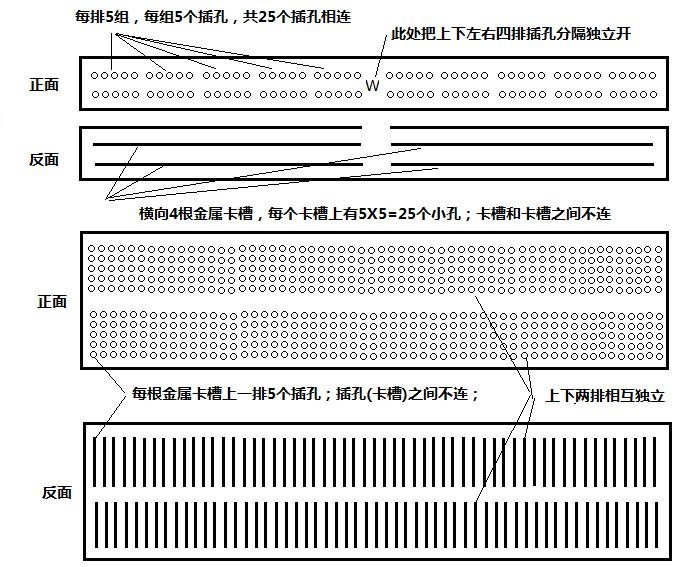 每排5组，每组5个插孔，共25个插孔相连
此处把上下左右四排插孔分隔独立开
正面
W
反面
横向4根金属卡槽，每个卡槽上有5X5=25个小孔；卡槽和卡槽之间不连
正面
每根金属卡槽上一排5个插孔；插孔(卡槽)之间不连；
上下两排相互独立
反面